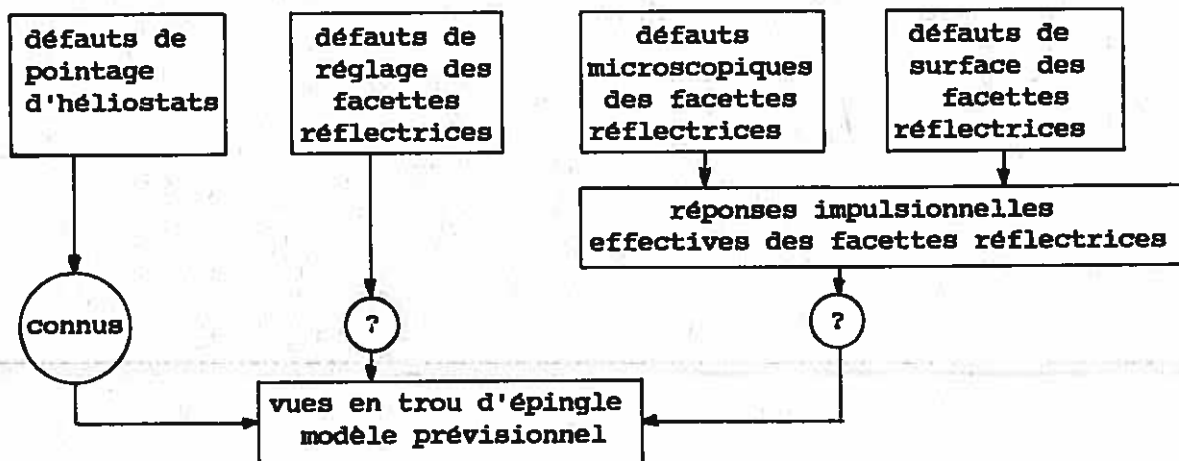 défauts de
pointage
d'héliostats
défauts de
réglage des
facettes
réflectrices
défauts
microscopiques
des facettes
réflectrices
défauts de
surface des
facettes
réflectrices
réponses impulsionnelles
effectives des facettes réflectrices
connus
?
?
vues en trou d'épingle
modèle prévisionnel